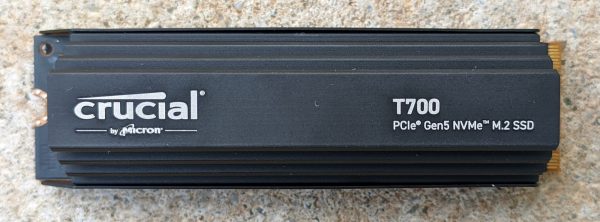 crucial®
by Micron
T700
PCIe® Gen5 NVMe™ M.2 SSD